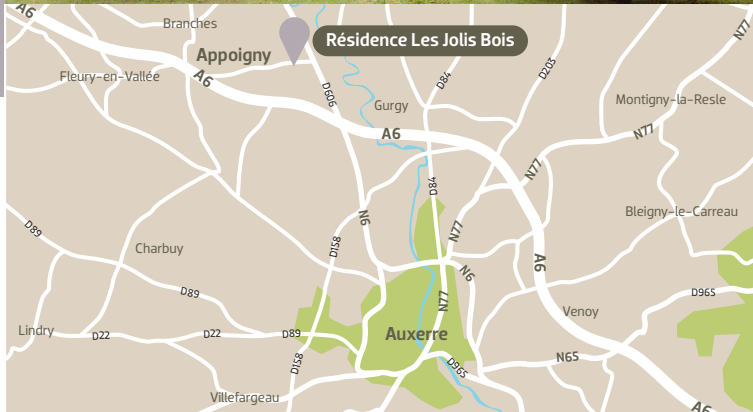 A6
Branches
Résidence Les Jolis Bois
N77
Appoigny
A6
Fleury-en-Vallée
D606
D84
D203
Gurgy
Montigny-la-Resle
A6
N77
N77
D84
D89
N6
N77
Bleigny-le-Carreau
Charbuy
D158
N6
A6
D89
N77
D965
Venoy
Lindry
D22
D22
D89
Auxerre
N65
D158
D965
Villefargeau
A6